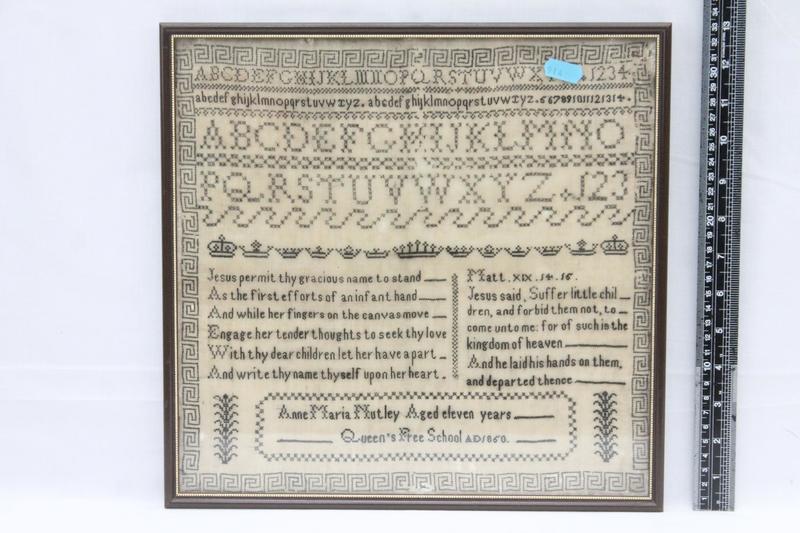 ABCDEFGHIJKLMNOPQRSTUVWX 1234.
abcdefghijklmnopqrstuvwxyz. abcdefghijklmnopqrstuvwxyz. 667891011121314.
ABCDEFGHIJKLMNO
PQRSTUVWXYZ. 123
Jesus permit thy gracious name to stand
As the first efforts of an infant hand
And while her fingers on the canvas move
Engage her tender thoughts to seek thy love
With thy dear children let her have a part
And write thy name thyself upon her heart.
Matt. XIX. 14. 15.
Jesus said, Suffer little chil
dren, and forbid them not, to
come unto me: for of such is the
kingdom of heaven
And he laid his hands on them,
and departed thence
Anne Maria Nutley Aged eleven years
Queen's Free School AD1860.